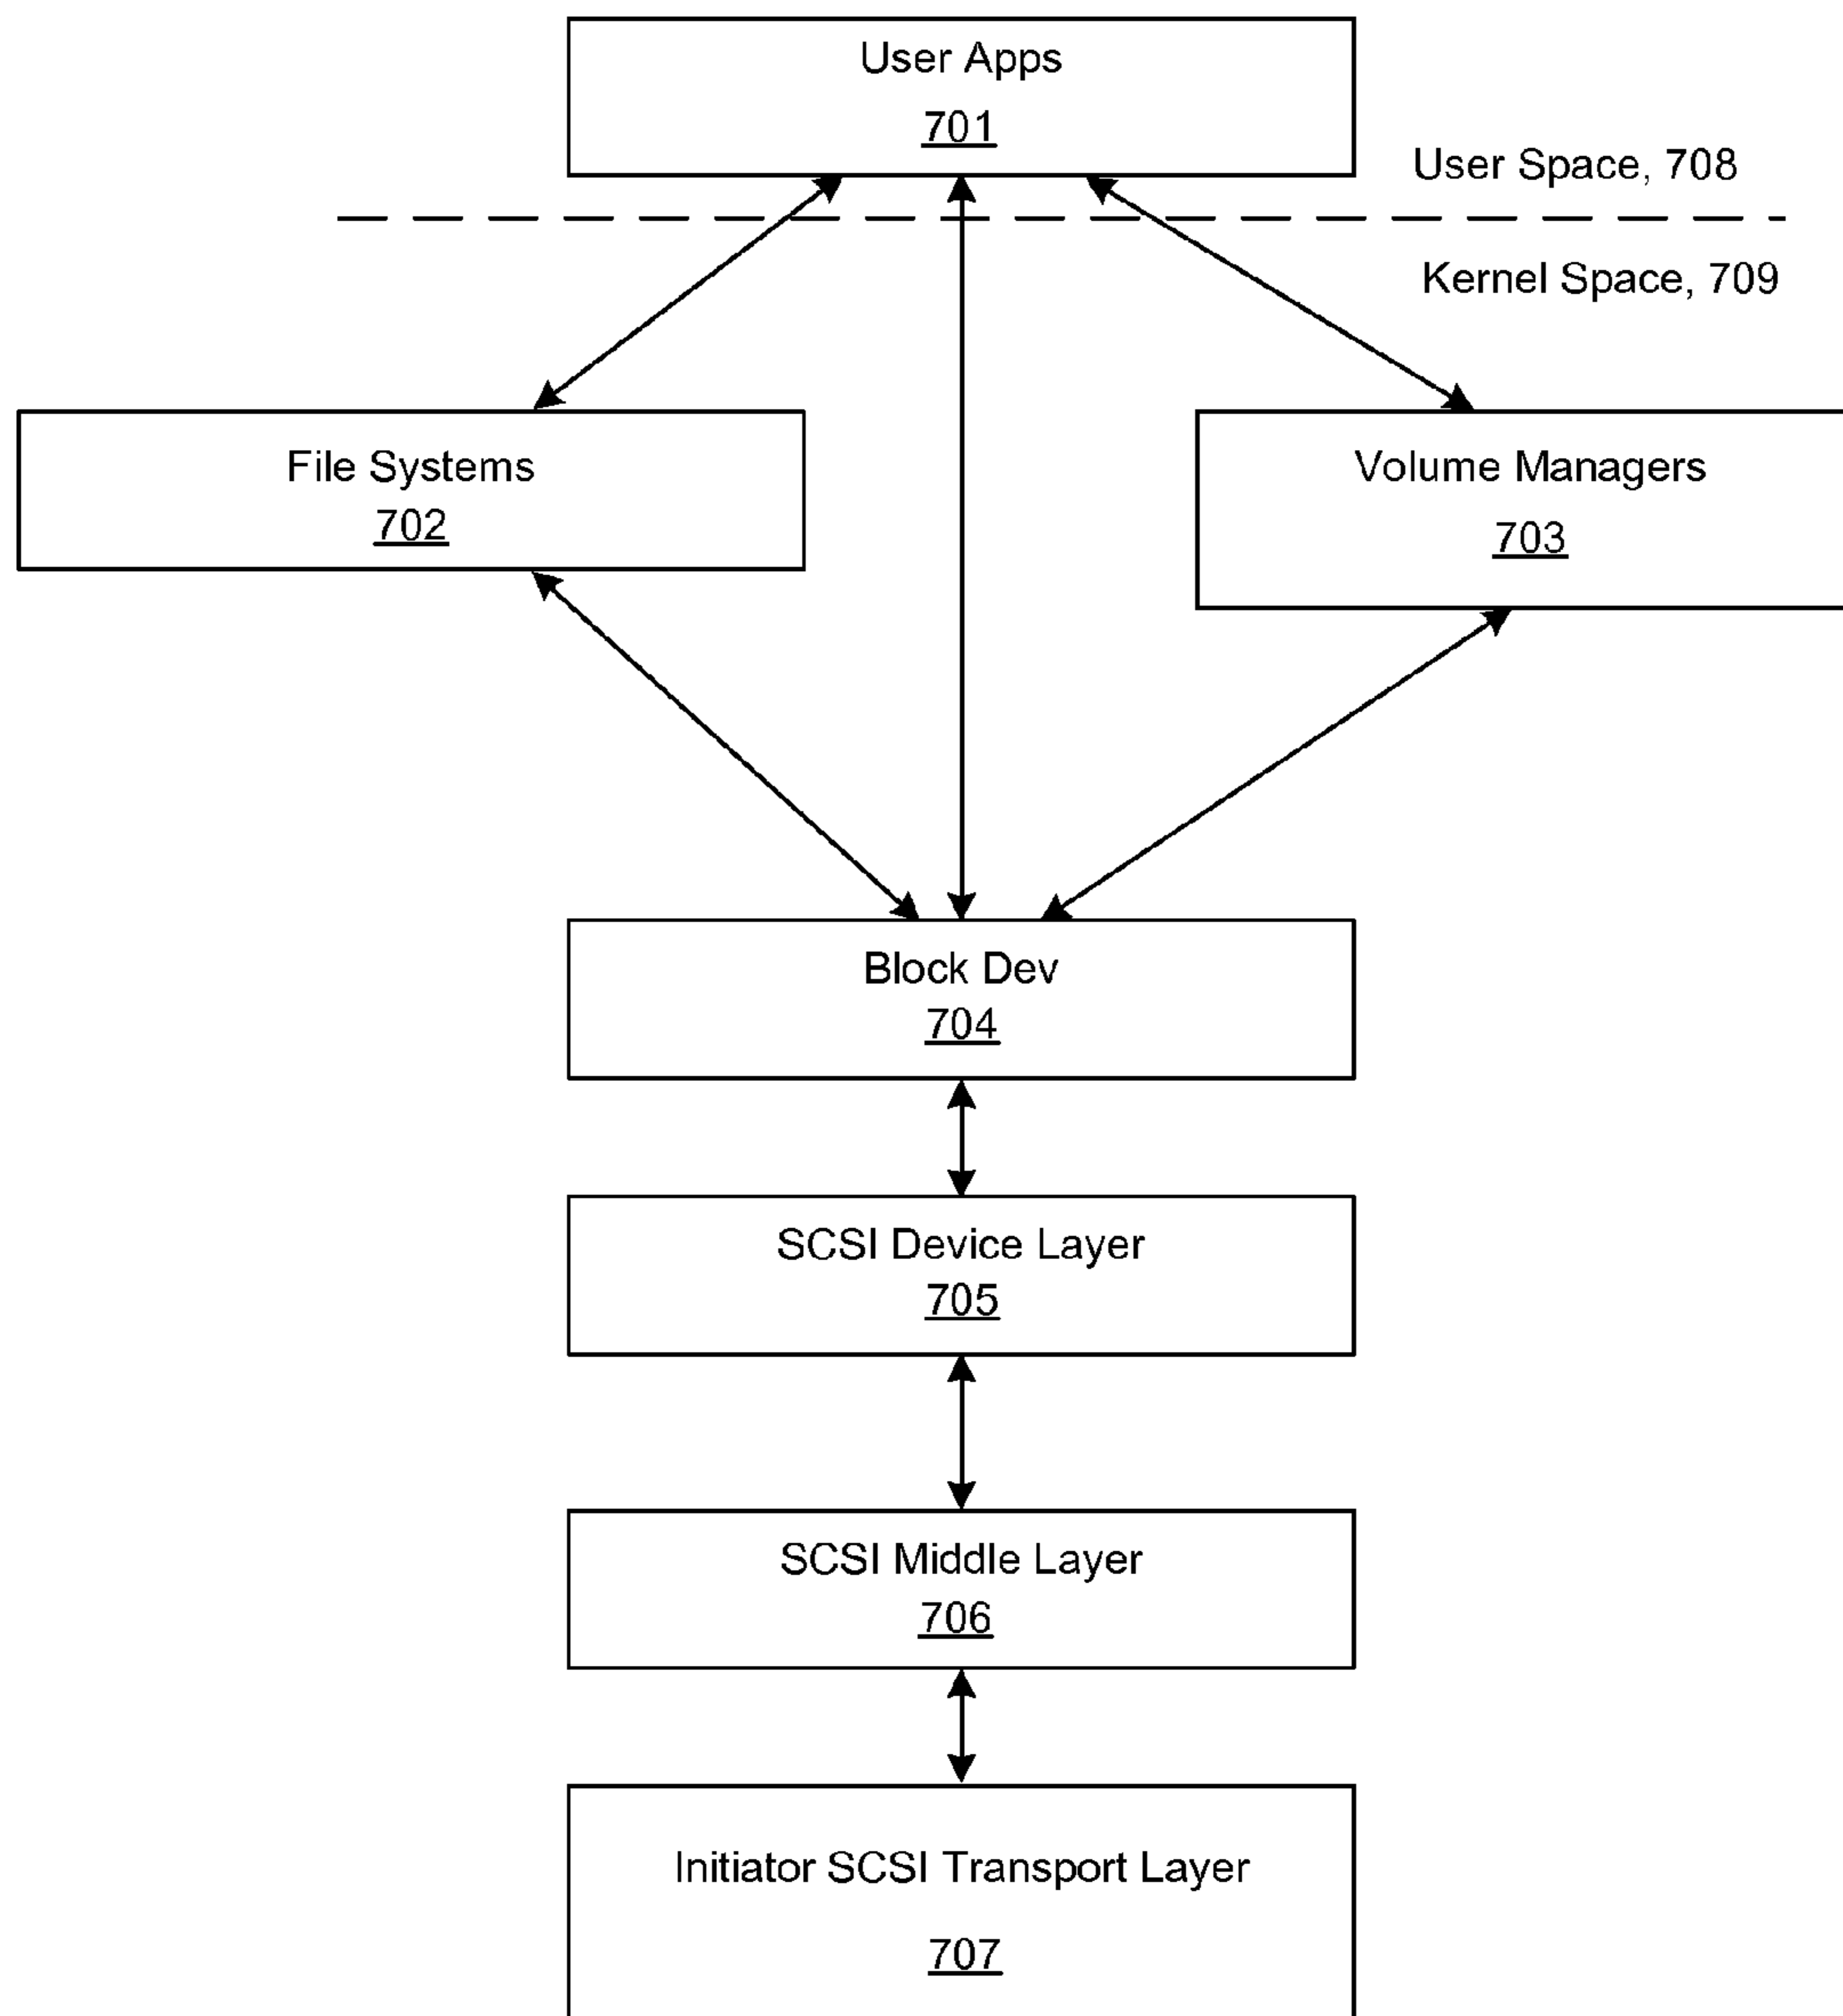 User Apps
701
User Space, 708
Kernel Space, 709
File Systems
702
Volume Managers
703
Block Dev
704
SCSI Device Layer
705
SCSI Middle Layer
706
Initiator SCSI Transport Layer
707